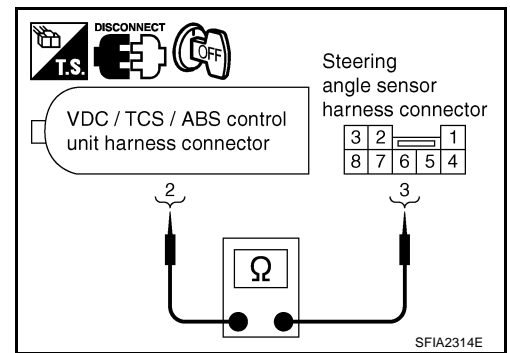 T.S.
DISCONNECT
OFF
Steering
angle sensor
harness connector
VDC / TCS / ABS control
unit harness connector
3 2 1
8 7 6 5 4
2
3
Ω
SFIA2314E